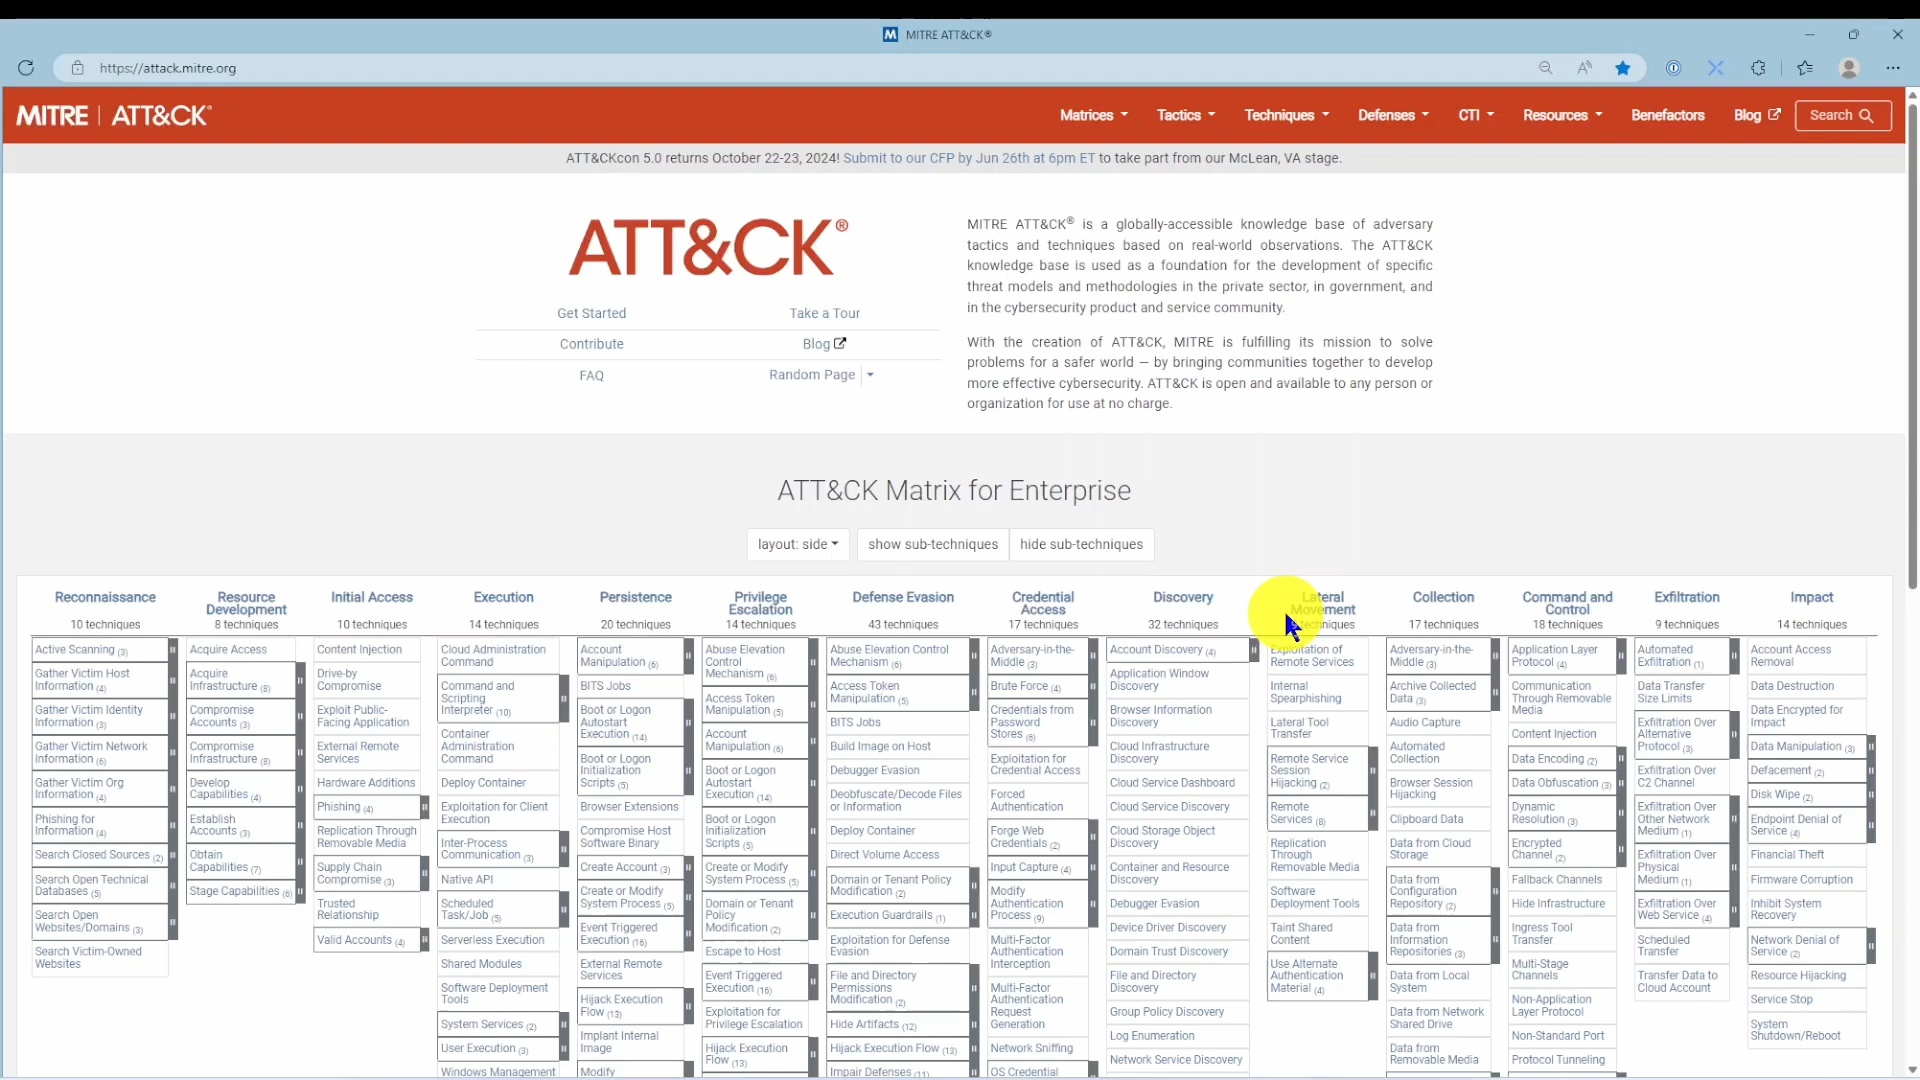 MITRE ATT&CK®
https://attack.mitre.org
MITRE | ATT&CK®
Matrices
Tactics
Techniques
Defenses
CTI
Resources
Benefactors
Blog
Search
ATT&CKcon 5.0 returns October 22-23, 2024! Submit to our CFP by Jun 26th at 6pm ET to take part from our McLean, VA stage.
ATT&CK®
Get Started
Take a Tour
Contribute
Blog
FAQ
Random Page
MITRE ATT&CK® is a globally-accessible knowledge base of adversary
tactics and techniques based on real-world observations. The ATT&CK
knowledge base is used as a foundation for the development of specific
threat models and methodologies in the private sector, in government, and
in the cybersecurity product and service community.
With the creation of ATT&CK, MITRE is fulfilling its mission to solve
problems for a safer world — by bringing communities together to develop
more effective cybersecurity. ATT&CK is open and available to any person or
organization for use at no charge.
ATT&CK Matrix for Enterprise
layout: side
show sub-techniques
hide sub-techniques
Reconnaissance
10 techniques
Active Scanning (3)
Gather Victim Host
Information (4)
Gather Victim Identity
Information (3)
Gather Victim Network
Information (6)
Gather Victim Org
Information (4)
Phishing for
Information (4)
Search Closed Sources (2)
Search Open Technical
Databases (5)
Search Open
Websites/Domains (3)
Search Victim-Owned
Websites
Resource
Development
8 techniques
Acquire Access
Acquire
Infrastructure (8)
Compromise
Accounts (3)
Compromise
Infrastructure (8)
Develop
Capabilities (4)
Establish
Accounts (3)
Obtain
Capabilities (7)
Stage Capabilities (6)
Initial Access
10 techniques
Content Injection
Drive-by
Compromise
Exploit Public-
Facing Application
External Remote
Services
Hardware Additions
Phishing (4)
Replication Through
Removable Media
Supply Chain
Compromise (3)
Trusted
Relationship
Valid Accounts (4)
Execution
14 techniques
Cloud Administration
Command
Command and
Scripting
Interpreter (10)
Container
Administration
Command
Deploy Container
Exploitation for Client
Execution
Inter-Process
Communication (3)
Native API
Scheduled
Task/Job (5)
Serverless Execution
Shared Modules
Software Deployment
Tools
System Services (2)
User Execution (3)
Windows Management
Persistence
20 techniques
Account
Manipulation (6)
BITS Jobs
Boot or Logon
Autostart
Execution (14)
Boot or Logon
Initialization
Scripts (5)
Browser Extensions
Compromise Host
Software Binary
Create Account (3)
Create or Modify
System Process (5)
Event Triggered
Execution (16)
External Remote
Services
Hijack Execution
Flow (13)
Implant Internal
Image
Modify
Privilege
Escalation
14 techniques
Abuse Elevation
Control
Mechanism (6)
Access Token
Manipulation (5)
Account
Manipulation (6)
Boot or Logon
Autostart
Execution (14)
Boot or Logon
Initialization
Scripts (5)
Create or Modify
System Process (5)
Domain or Tenant
Policy
Modification (2)
Escape to Host
Event Triggered
Execution (16)
Exploitation for
Privilege Escalation
Hijack Execution
Flow (13)
Defense Evasion
43 techniques
Abuse Elevation Control
Mechanism (6)
Access Token
Manipulation (5)
BITS Jobs
Build Image on Host
Debugger Evasion
Deobfuscate/Decode Files
or Information
Deploy Container
Direct Volume Access
Domain or Tenant Policy
Modification (2)
Execution Guardrails (1)
Exploitation for Defense
Evasion
File and Directory
Permissions
Modification (2)
Hide Artifacts (12)
Hijack Execution Flow (13)
Impair Defenses (11)
Credential
Access
17 techniques
Adversary-in-the-
Middle (3)
Brute Force (4)
Credentials from
Password
Stores (6)
Exploitation for
Credential Access
Forced
Authentication
Forge Web
Credentials (2)
Input Capture (4)
Modify
Authentication
Process (9)
Multi-Factor
Authentication
Interception
Multi-Factor
Authentication
Request
Generation
Network Sniffing
OS Credential
Discovery
32 techniques
Account Discovery (4)
Application Window
Discovery
Browser Information
Discovery
Cloud Infrastructure
Discovery
Cloud Service Dashboard
Cloud Service Discovery
Cloud Storage Object
Discovery
Container and Resource
Discovery
Debugger Evasion
Device Driver Discovery
Domain Trust Discovery
File and Directory
Discovery
Group Policy Discovery
Log Enumeration
Network Service Discovery
Lateral
Movement
techniques
Exploitation of
Remote Services
Internal
Spearphishing
Lateral Tool
Transfer
Remote Service
Session
Hijacking (2)
Remote
Services (8)
Replication
Through
Removable Media
Software
Deployment Tools
Taint Shared
Content
Use Alternate
Authentication
Material (4)
Collection
17 techniques
Adversary-in-the-
Middle (3)
Archive Collected
Data (3)
Audio Capture
Automated
Collection
Browser Session
Hijacking
Clipboard Data
Data from Cloud
Storage
Data from
Configuration
Repository (2)
Data from
Information
Repositories (3)
Data from Local
System
Data from Network
Shared Drive
Data from
Removable Media
Command and
Control
18 techniques
Application Layer
Protocol (4)
Communication
Through Removable
Media
Content Injection
Data Encoding (2)
Data Obfuscation (3)
Dynamic
Resolution (3)
Encrypted
Channel (2)
Fallback Channels
Hide Infrastructure
Ingress Tool
Transfer
Multi-Stage
Channels
Non-Application
Layer Protocol
Non-Standard Port
Protocol Tunneling
Exfiltration
9 techniques
Automated
Exfiltration (1)
Data Transfer
Size Limits
Exfiltration Over
Alternative
Protocol (3)
Exfiltration Over
C2 Channel
Exfiltration Over
Other Network
Medium (1)
Exfiltration Over
Physical
Medium (1)
Exfiltration Over
Web Service (4)
Scheduled
Transfer
Transfer Data to
Cloud Account
Impact
14 techniques
Account Access
Removal
Data Destruction
Data Encrypted for
Impact
Data Manipulation (3)
Defacement (2)
Disk Wipe (2)
Endpoint Denial of
Service (4)
Financial Theft
Firmware Corruption
Inhibit System
Recovery
Network Denial of
Service (2)
Resource Hijacking
Service Stop
System
Shutdown/Reboot